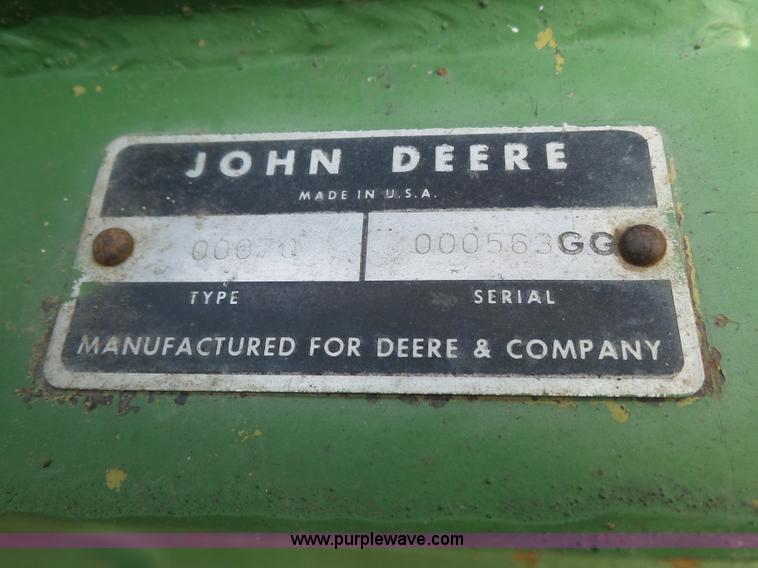 JOHN DEERE
MADE IN U.S.A.
00070 000563GG
TYPE SERIAL
MANUFACTURED FOR DEERE & COMPANY
www.purplewave.com